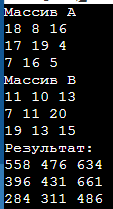 Массив А
18 8 16
17 19 4
7 16 5
Массив В
11 10 13
7 11 20
19 13 15
Результат:
558 476 634
396 431 661
284 311 486